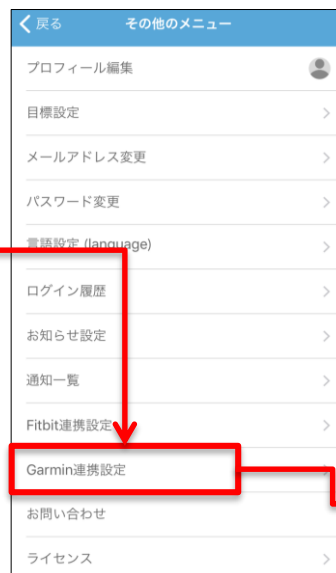 戻る
その他のメニュー
プロフィール編集
目標設定
メールアドレス変更
パスワード変更
言語設定 (language)
ログイン履歴
お知らせ設定
通知一覧
Fitbit連携設定
Garmin連携設定
お問い合わせ
ライセンス